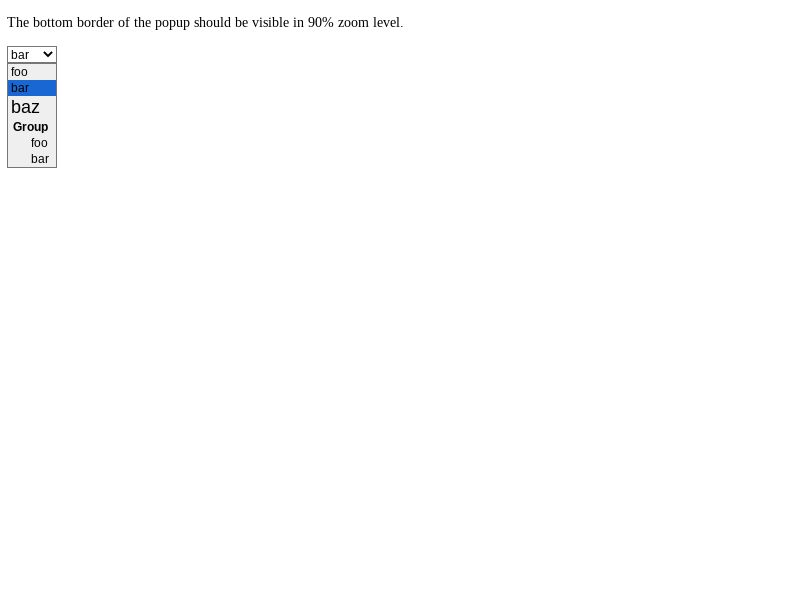 The bottom border of the popup should be visible in 90% zoom level.
bar
foo
bar
baz
Group
foo
bar